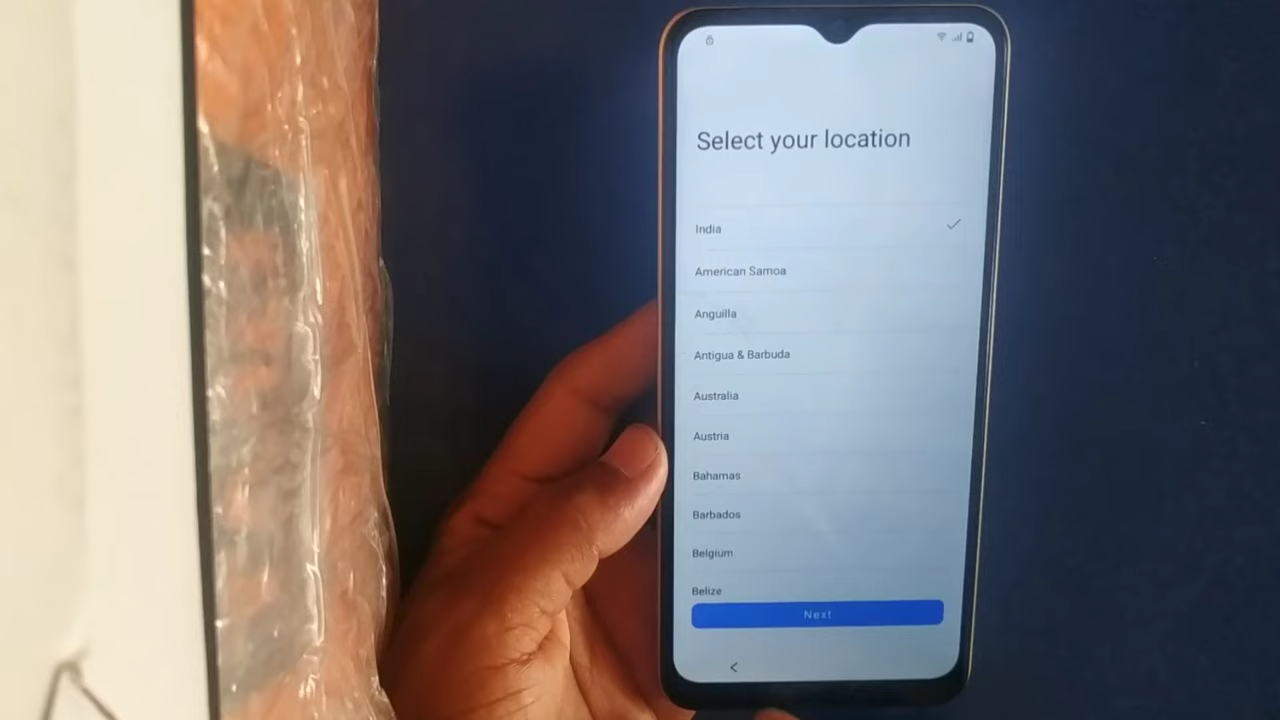 Select your location
India
American Samoa
Anguilla
Antigua & Barbuda
Australia
Austria
Bahamas
Barbados
Belgium
Belize
Next